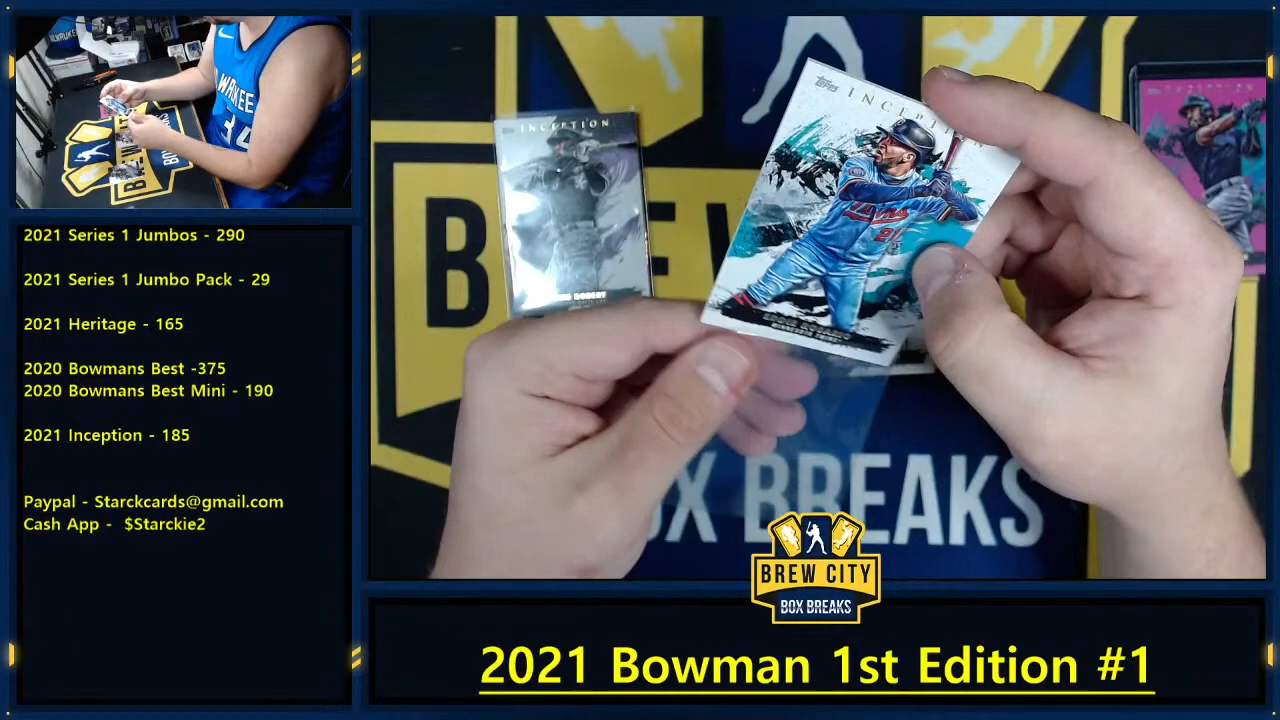 2021 Series 1 Jumbos - 290
2021 Series 1 Jumbo Pack - 29
2021 Heritage - 165
2020 Bowmans Best -375
2020 Bowmans Best Mini - 190
2021 Inception - 185
Paypal - Starckcards@gmail.com
Cash App - $Starckie2
INCEPTION
ROBERT
topps
Twins
BOX BREAKS
BREW CITY
BOX BREAKS
2021 Bowman 1st Edition #1